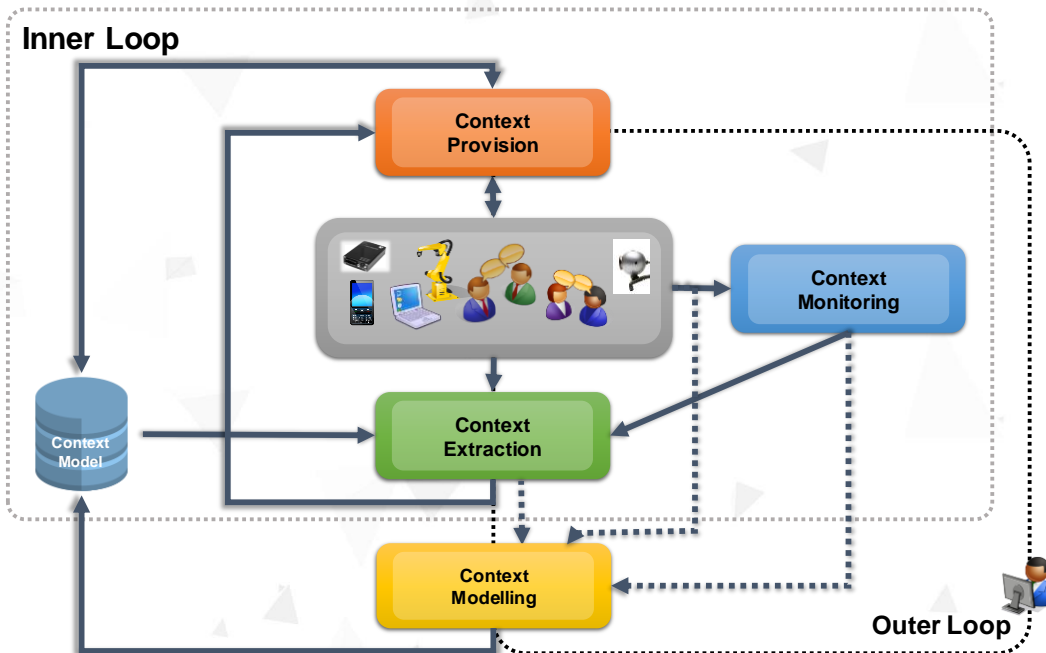 Inner Loop
Context
Provision
Context
Monitoring
Context
Extraction
Context
Model
Context
Modelling
Outer Loop